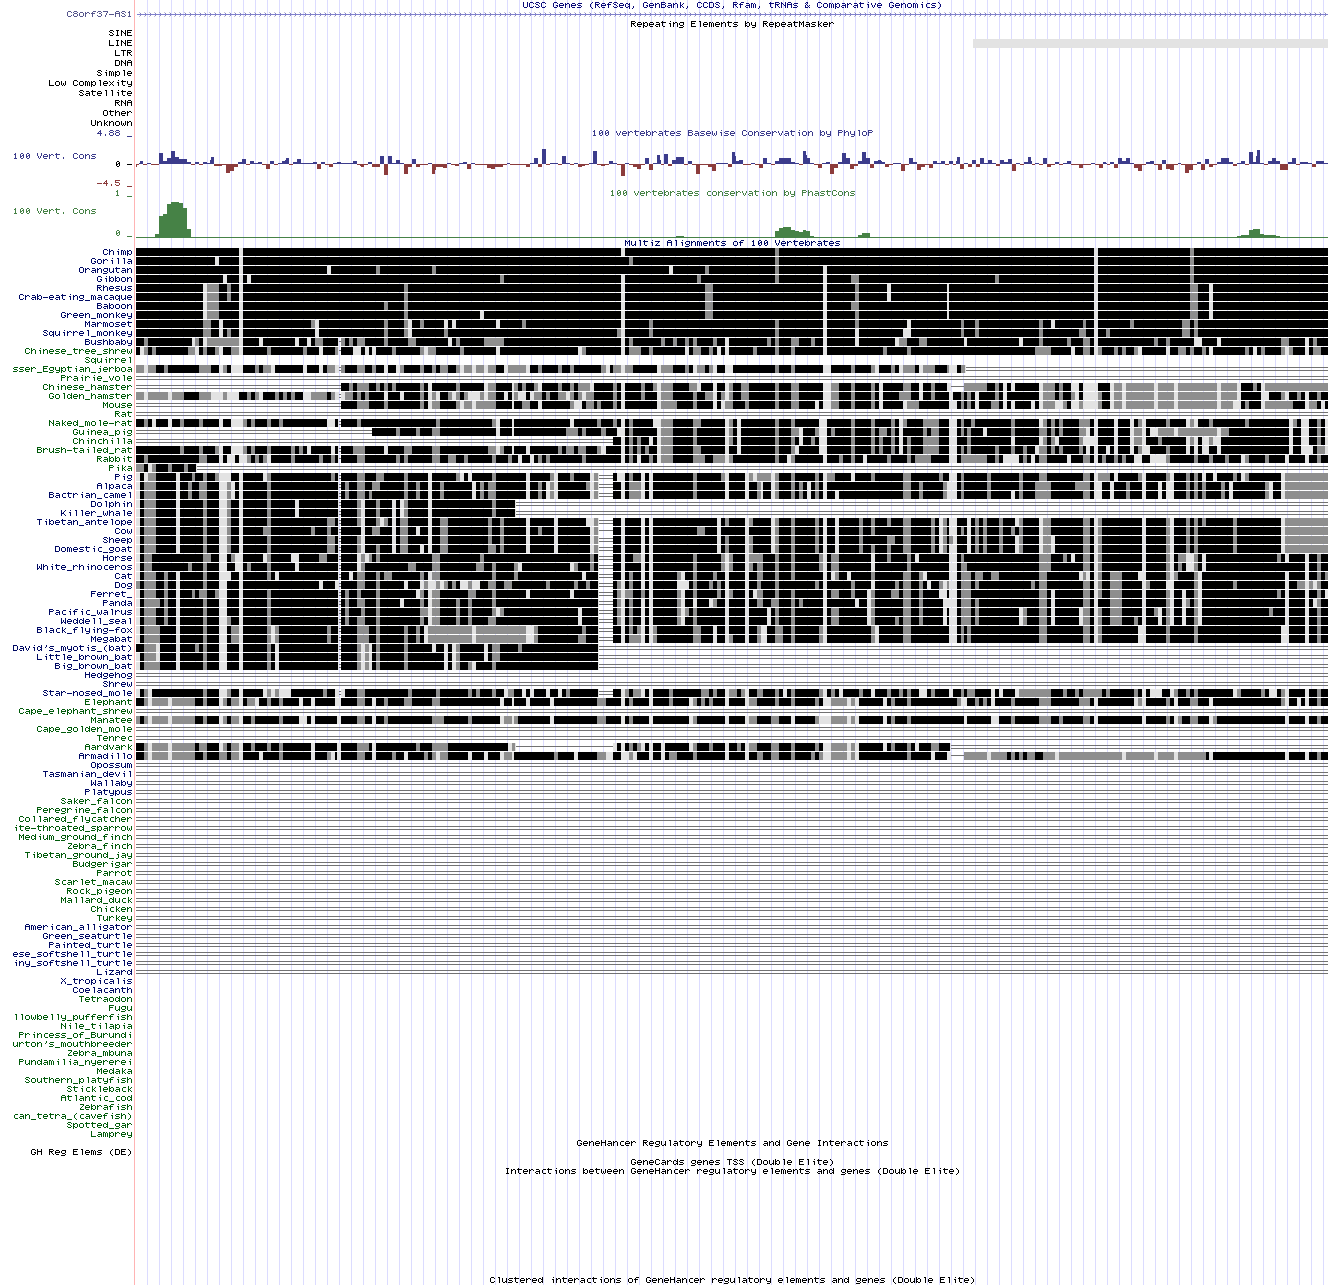 UCSC Genes (RefSeq, GenBank, CCDS, Rfam, tRNAs & Comparative Genomics)
C8orf37-AS1
Repeating Elements by RepeatMasker
SINE
LINE
LTR
DNA
Simple
Low Complexity
Satellite
RNA
Other
Unknown
4.88 _
100 vertebrates Basewise Conservation by PhyloP
100 Vert. Cons
0 -
-4.5 _
100 vertebrates conservation by PhastCons
1 _
100 Vert. Cons
0 _
Multiz Alignments of 100 Vertebrates
Chimp
Gorilla
Orangutan
Gibbon
Rhesus
Crab-eating_macaque
Baboon
Green_monkey
Marmoset
Squirrel_monkey
Bushbaby
Chinese_tree_shrew
Squirrel
sser_Egyptian_jerboa
Prairie_vole
Chinese_hamster
Golden_hamster
Mouse
Rat
Naked_mole-rat
Guinea_pig
Chinchilla
Brush-tailed_rat
Rabbit
Pika
Pig
Alpaca
Bactrian_camel
Dolphin
Killer_whale
Tibetan_antelope
Cow
Sheep
Domestic_goat
Horse
White_rhinoceros
Cat
Dog
Ferret_
Panda
Pacific_walrus
Weddell_seal
Black_flying-fox
Megabat
David's_myotis_(bat)
Little_brown_bat
Big_brown_bat
Hedgehog
Shrew
Star-nosed_mole
Elephant
Cape_elephant_shrew
Manatee
Cape_golden_mole
Tenrec
Aardvark
Armadillo
Opossum
Tasmanian_devil
Wallaby
Platypus
Saker_falcon
Peregrine_falcon
Collared_flycatcher
ite-throated_sparrow
Medium_ground_finch
Zebra_finch
Tibetan_ground_jay
Budgerigar
Parrot
Scarlet_macaw
Rock_pigeon
Mallard_duck
Chicken
Turkey
American_alligator
Green_seaturtle
Painted_turtle
ese_softshell_turtle
iny_softshell_turtle
Lizard
X_tropicalis
Coelacanth
Tetraodon
Fugu
llowbelly_pufferfish
Nile_tilapia
Princess_of_Burundi
urton's_mouthbreeder
Zebra_mbuna
Pundamilia_nyererei
Medaka
Southern_platyfish
Stickleback
Atlantic_cod
Zebrafish
can_tetra_(cavefish)
Spotted_gar
Lamprey
GeneHancer Regulatory Elements and Gene Interactions
GH Reg Elems (DE)
GeneCards genes TSS (Double Elite)
Interactions between GeneHancer regulatory elements and genes (Double Elite)
Clustered interactions of GeneHancer regulatory elements and genes (Double Elite)